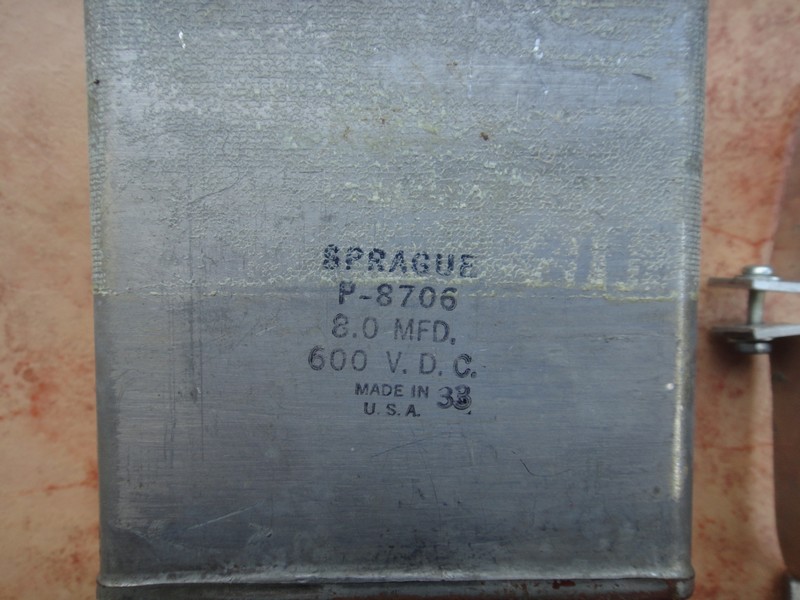 SPRAGUE
P-8706
8.0 MFD.
600 V. D. C.
MADE IN
U. S. A.